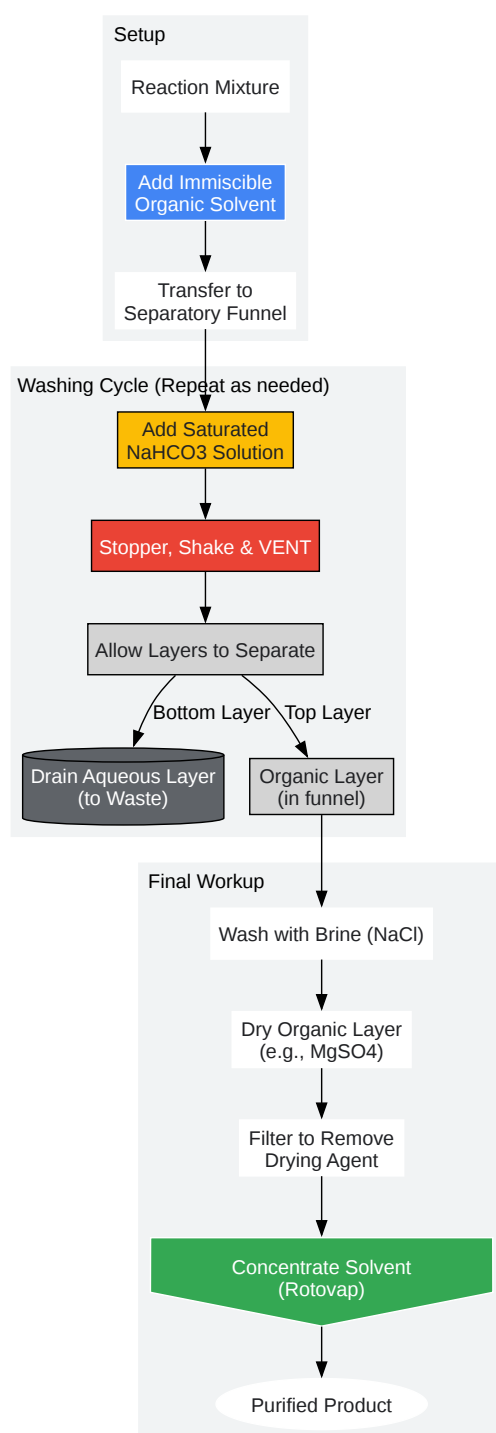 Setup
Reaction Mixture
Add Immiscible
Organic Solvent
Transfer to
Separatory Funnel
Washing Cycle (Repeat as needed)
Add Saturated
NaHCO3 Solution
Stopper, Shake & VENT
Allow Layers to Separate
Bottom Layer
Top Layer
Drain Aqueous Layer
(to Waste)
Organic Layer
(in funnel)
Final Workup
Wash with Brine (NaCl)
Dry Organic Layer
(e.g., MgSO4)
Filter to Remove
Drying Agent
Concentrate Solvent
(Rotovap)
Purified Product